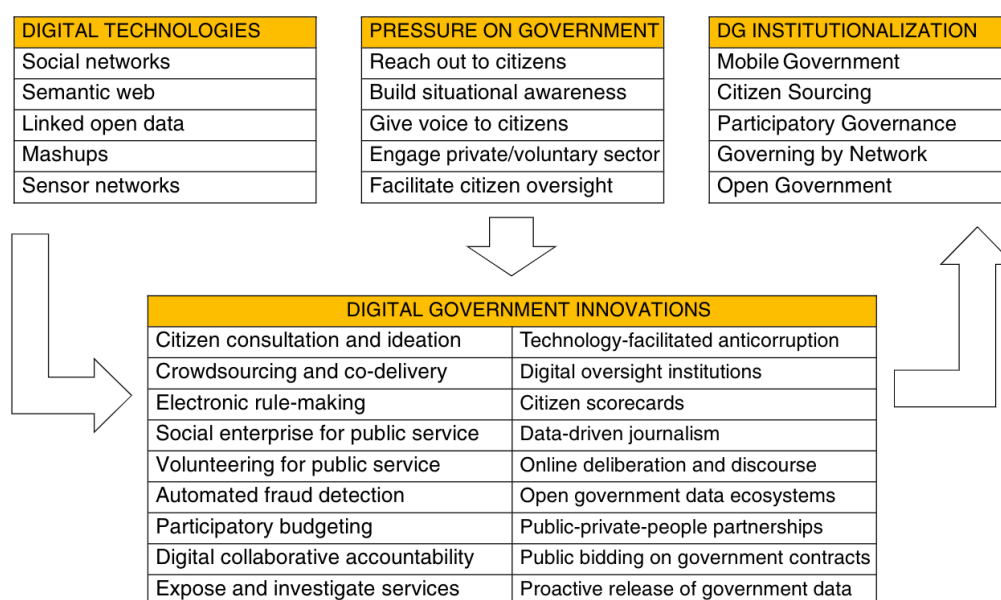 DIGITAL TECHNOLOGIES
Social networks
Semantic web
Linked open data
Mashups
Sensor networks
PRESSURE ON GOVERNMENT
Reach out to citizens
Build situational awareness
Give voice to citizens
Engage private/voluntary sector
Facilitate citizen oversight
DG INSTITUTIONALIZATION
Mobile Government
Citizen Sourcing
Participatory Governance
Governing by Network
Open Government
DIGITAL GOVERNMENT INNOVATIONS
Citizen consultation and ideation
Technology-facilitated anticorruption
Crowdsourcing and co-delivery
Digital oversight institutions
Electronic rule-making
Citizen scorecards
Social enterprise for public service
Data-driven journalism
Volunteering for public service
Online deliberation and discourse
Automated fraud detection
Open government data ecosystems
Participatory budgeting
Public-private-people partnerships
Digital collaborative accountability
Public bidding on government contracts
Expose and investigate services
Proactive release of government data